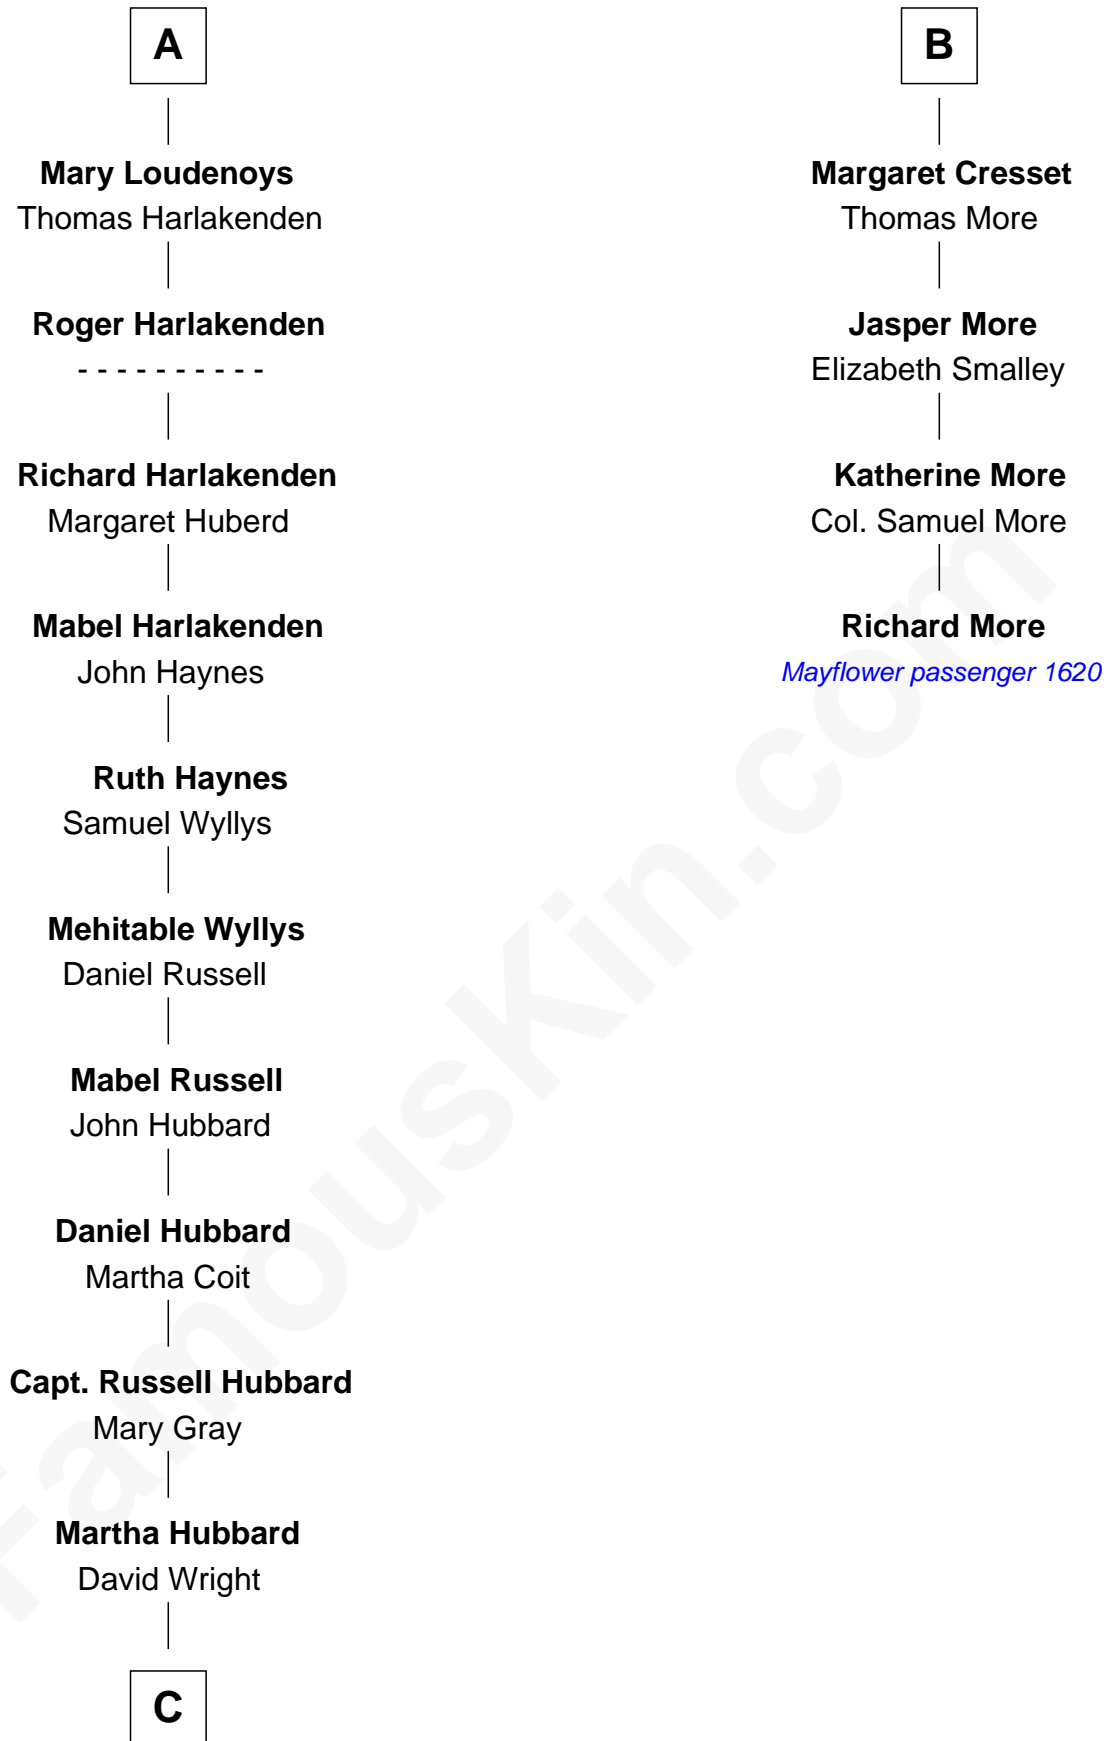 A
Mary Loudenoys
Thomas Harlakenden
Roger Harlakenden
- - - - - - - - - -
Richard Harlakenden
Margaret Huberd
Mabel Harlakenden
John Haynes
Ruth Haynes
Samuel Wyllys
Mehitable Wyllys
Daniel Russell
Mabel Russell
John Hubbard
Daniel Hubbard
Martha Coit
Capt. Russell Hubbard
Mary Gray
Martha Hubbard
David Wright
C
B
Margaret Cresset
Thomas More
Jasper More
Elizabeth Smalley
Katherine More
Col. Samuel More
Richard More
Mayflower passenger 1620
FamousKin.com